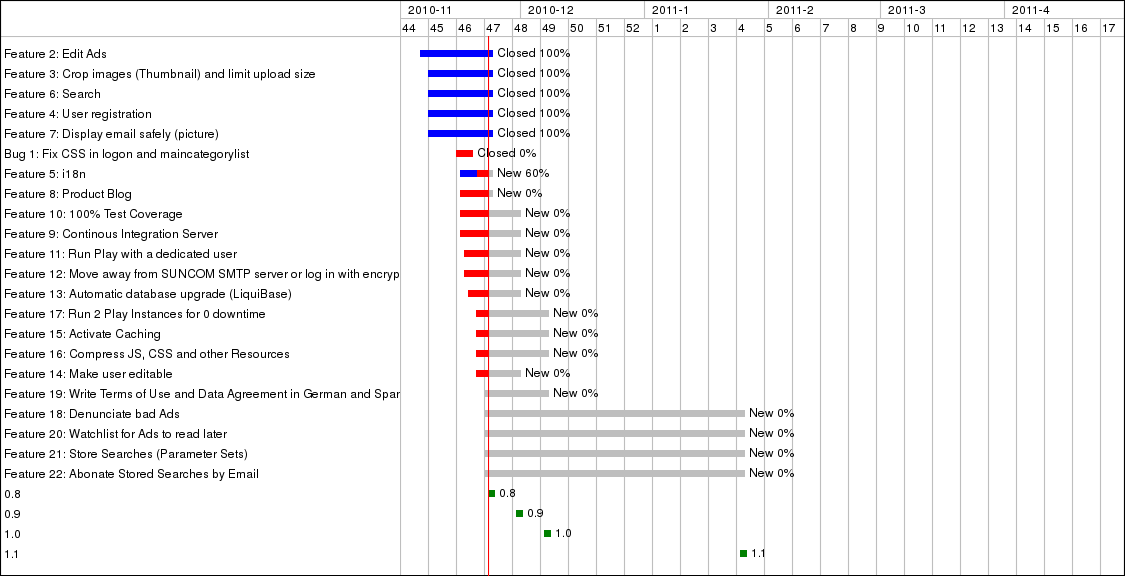 2010-11 2010-12 2011-1 2011-2 2011-3 2011-4
44 45 46 47 48 49 50 51 52 1 2 3 4 5 6 7 8 9 10 11 12 13 14 15 16 17
Feature 2: Edit Ads Closed 100%
Feature 3: Crop images (Thumbnail) and limit upload size Closed 100%
Feature 6: Search Closed 100%
Feature 4: User registration Closed 100%
Feature 7: Display email safely (picture) Closed 100%
Bug 1: Fix CSS in logon and maincategorylist Closed 0%
Feature 5: i18n New 60%
Feature 8: Product Blog New 0%
Feature 10: 100% Test Coverage New 0%
Feature 9: Continous Integration Server New 0%
Feature 11: Run Play with a dedicated user New 0%
Feature 12: Move away from SUNCOM SMTP server or log in with encryp New 0%
Feature 13: Automatic database upgrade (LiquiBase) New 0%
Feature 17: Run 2 Play Instances for 0 downtime New 0%
Feature 15: Activate Caching New 0%
Feature 16: Compress JS, CSS and other Resources New 0%
Feature 14: Make user editable New 0%
Feature 19: Write Terms of Use and Data Agreement in German and Spar New 0%
Feature 18: Denunciate bad Ads New 0%
Feature 20: Watchlist for Ads to read later New 0%
Feature 21: Store Searches (Parameter Sets) New 0%
Feature 22: Abonate Stored Searches by Email New 0%
0.8 0.8
0.9 0.9
1.0 1.0
1.1 1.1